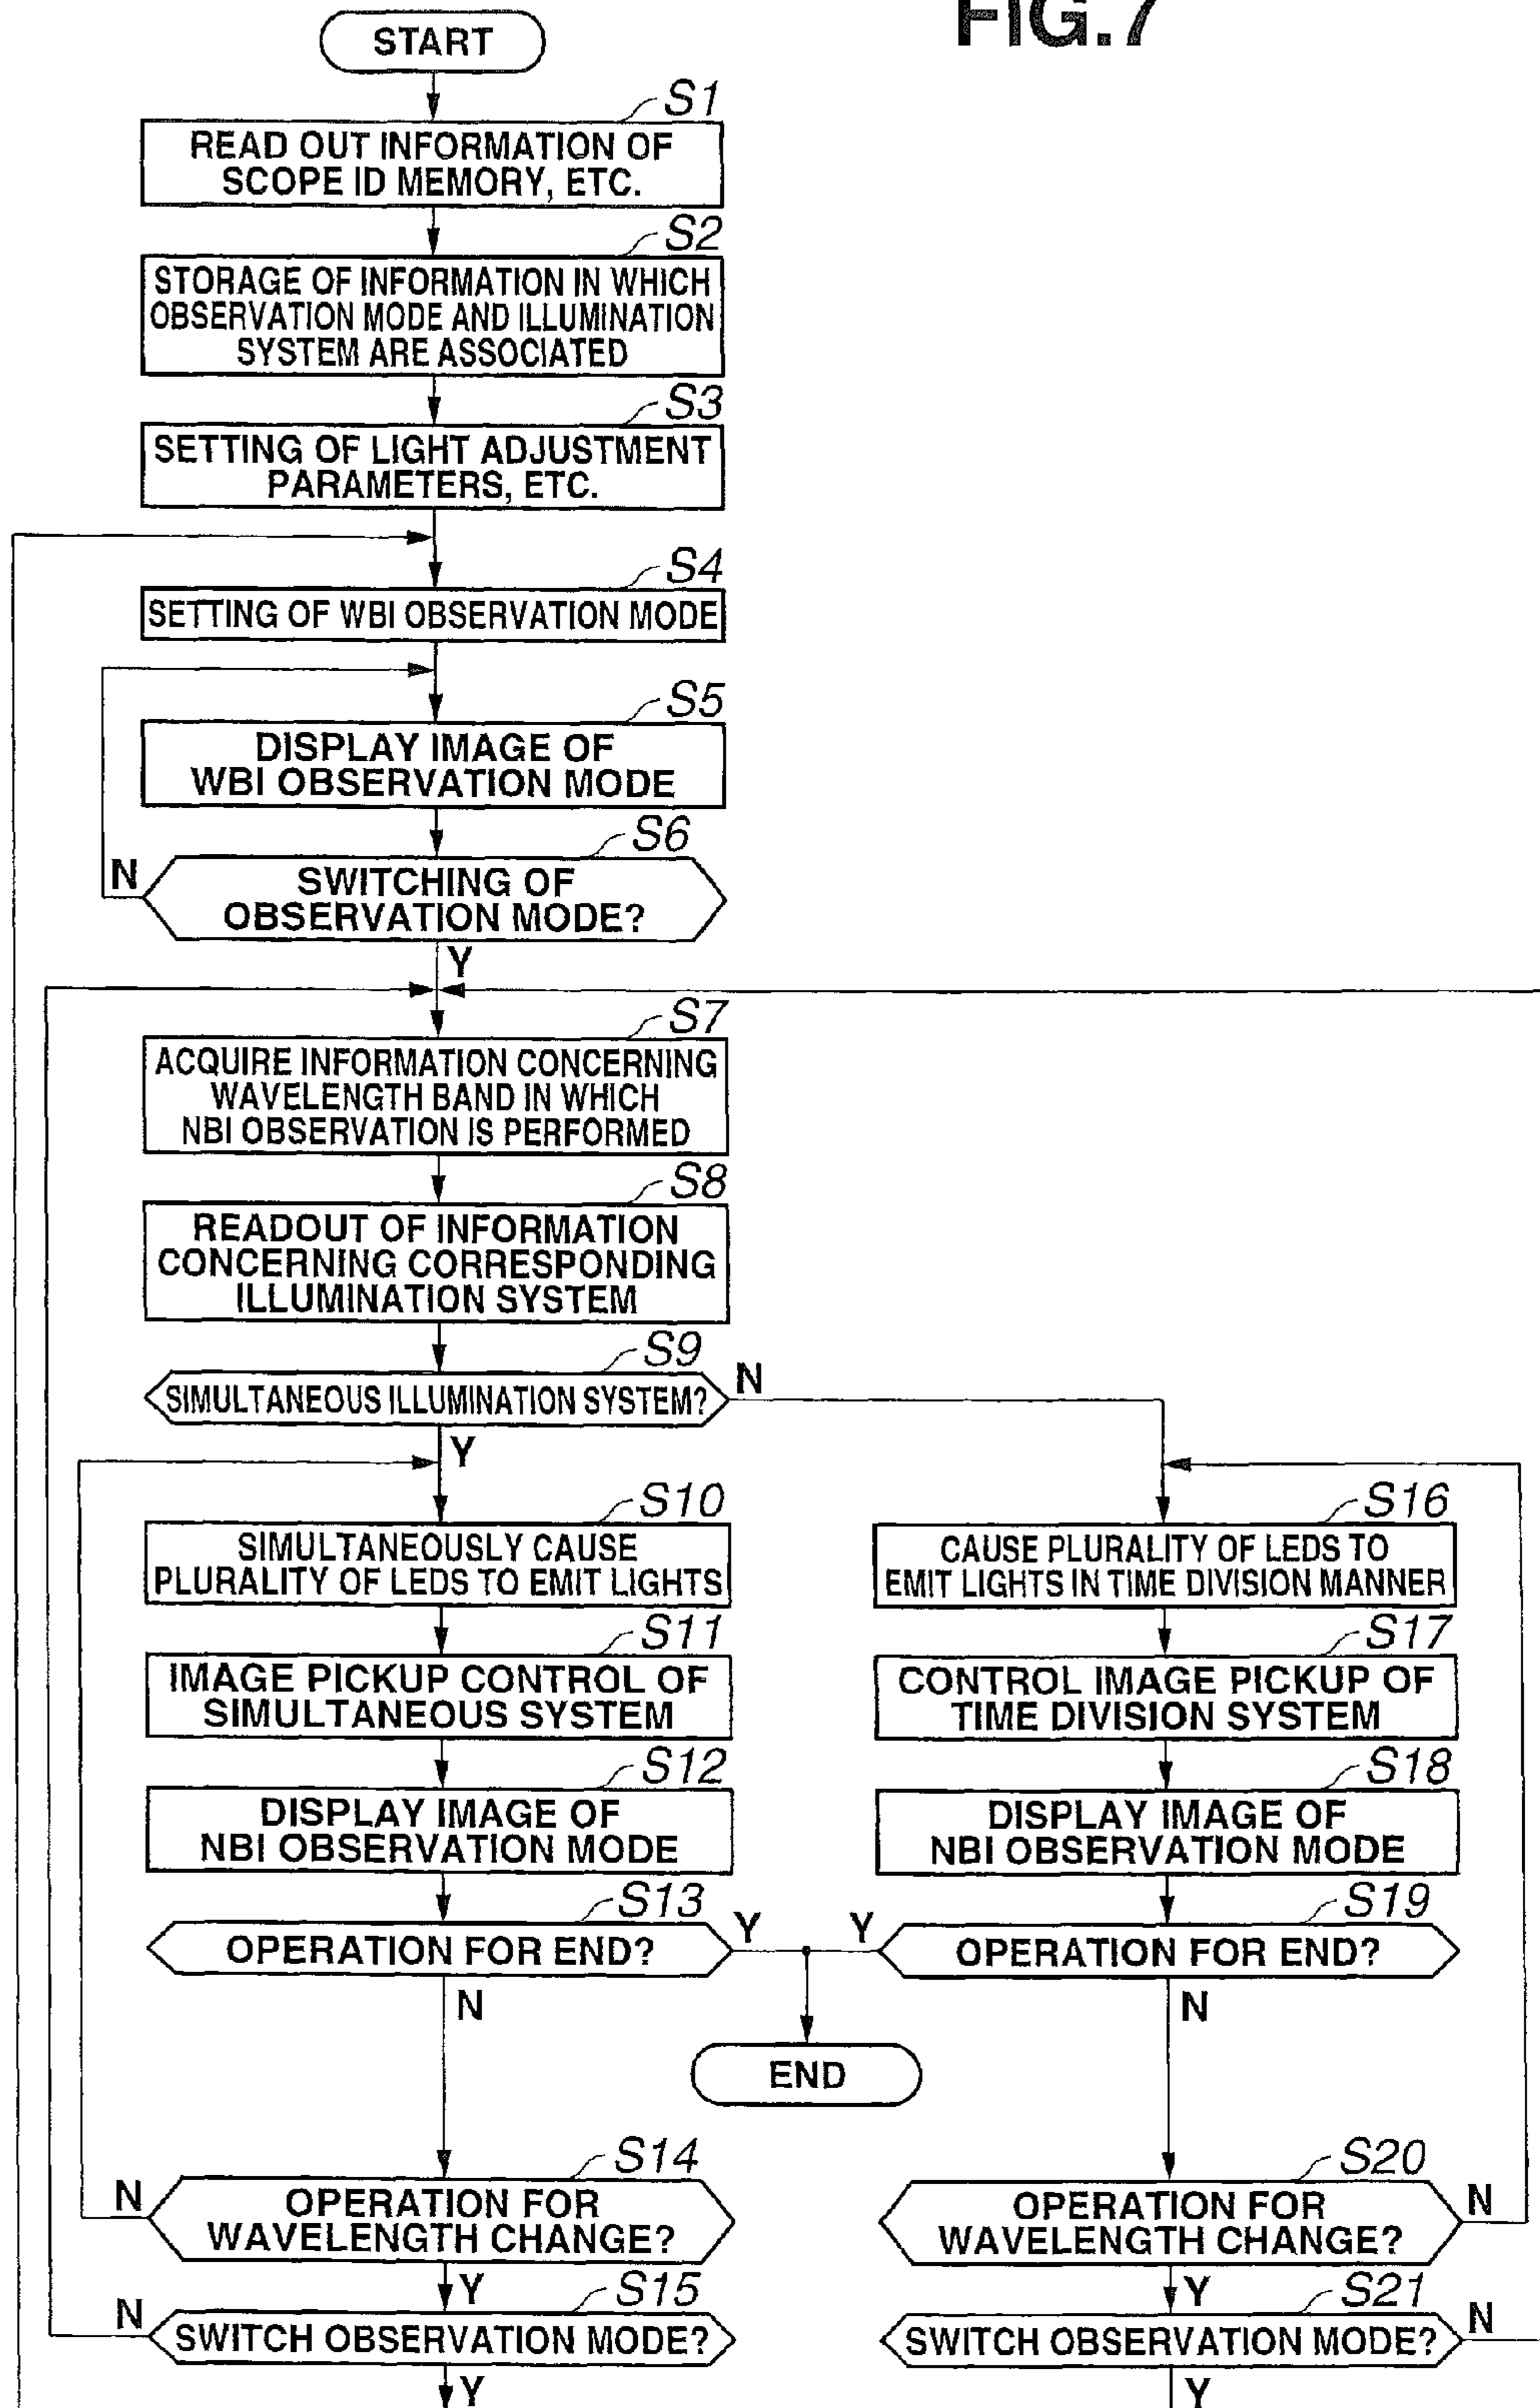 FIG.7
START
S1
READ OUT INFORMATION OF
SCOPE ID MEMORY, ETC.
S2
STORAGE OF INFORMATION IN WHICH
OBSERVATION MODE AND ILLUMINATION
SYSTEM ARE ASSOCIATED
S3
SETTING OF LIGHT ADJUSTMENT
PARAMETERS, ETC.
S4
SETTING OF WBI OBSERVATION MODE
S5
DISPLAY IMAGE OF
WBI OBSERVATION MODE
S6
N
SWITCHING OF
OBSERVATION MODE?
Y
S7
ACQUIRE INFORMATION CONCERNING
WAVELENGTH BAND IN WHICH
NBI OBSERVATION IS PERFORMED
S8
READOUT OF INFORMATION
CONCERNING CORRESPONDING
ILLUMINATION SYSTEM
S9
SIMULTANEOUS ILLUMINATION SYSTEM?
N
Y
S10
SIMULTANEOUSLY CAUSE
PLURALITY OF LEDS TO EMIT LIGHTS
S11
IMAGE PICKUP CONTROL OF
SIMULTANEOUS SYSTEM
S12
DISPLAY IMAGE OF
NBI OBSERVATION MODE
S13
OPERATION FOR END?
Y
N
S14
N
OPERATION FOR
WAVELENGTH CHANGE?
Y
S15
N
SWITCH OBSERVATION MODE?
Y
S16
CAUSE PLURALITY OF LEDS TO
EMIT LIGHTS IN TIME DIVISION MANNER
S17
CONTROL IMAGE PICKUP OF
TIME DIVISION SYSTEM
S18
DISPLAY IMAGE OF
NBI OBSERVATION MODE
S19
Y
OPERATION FOR END?
N
END
S20
OPERATION FOR
WAVELENGTH CHANGE?
N
Y
S21
SWITCH OBSERVATION MODE?
N
Y